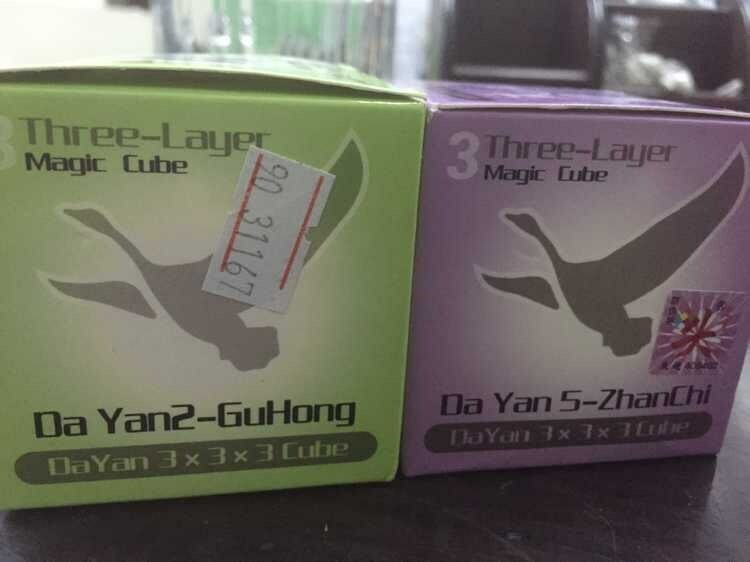 3 Three-Layer
Magic Cube
90 31167
Da Yan2-GuHong
DaYan 3×3×3 Cube
3 Three-Layer
Magic Cube
Da Yan 5-ZhanChi
DaYan 3×3×3 Cube